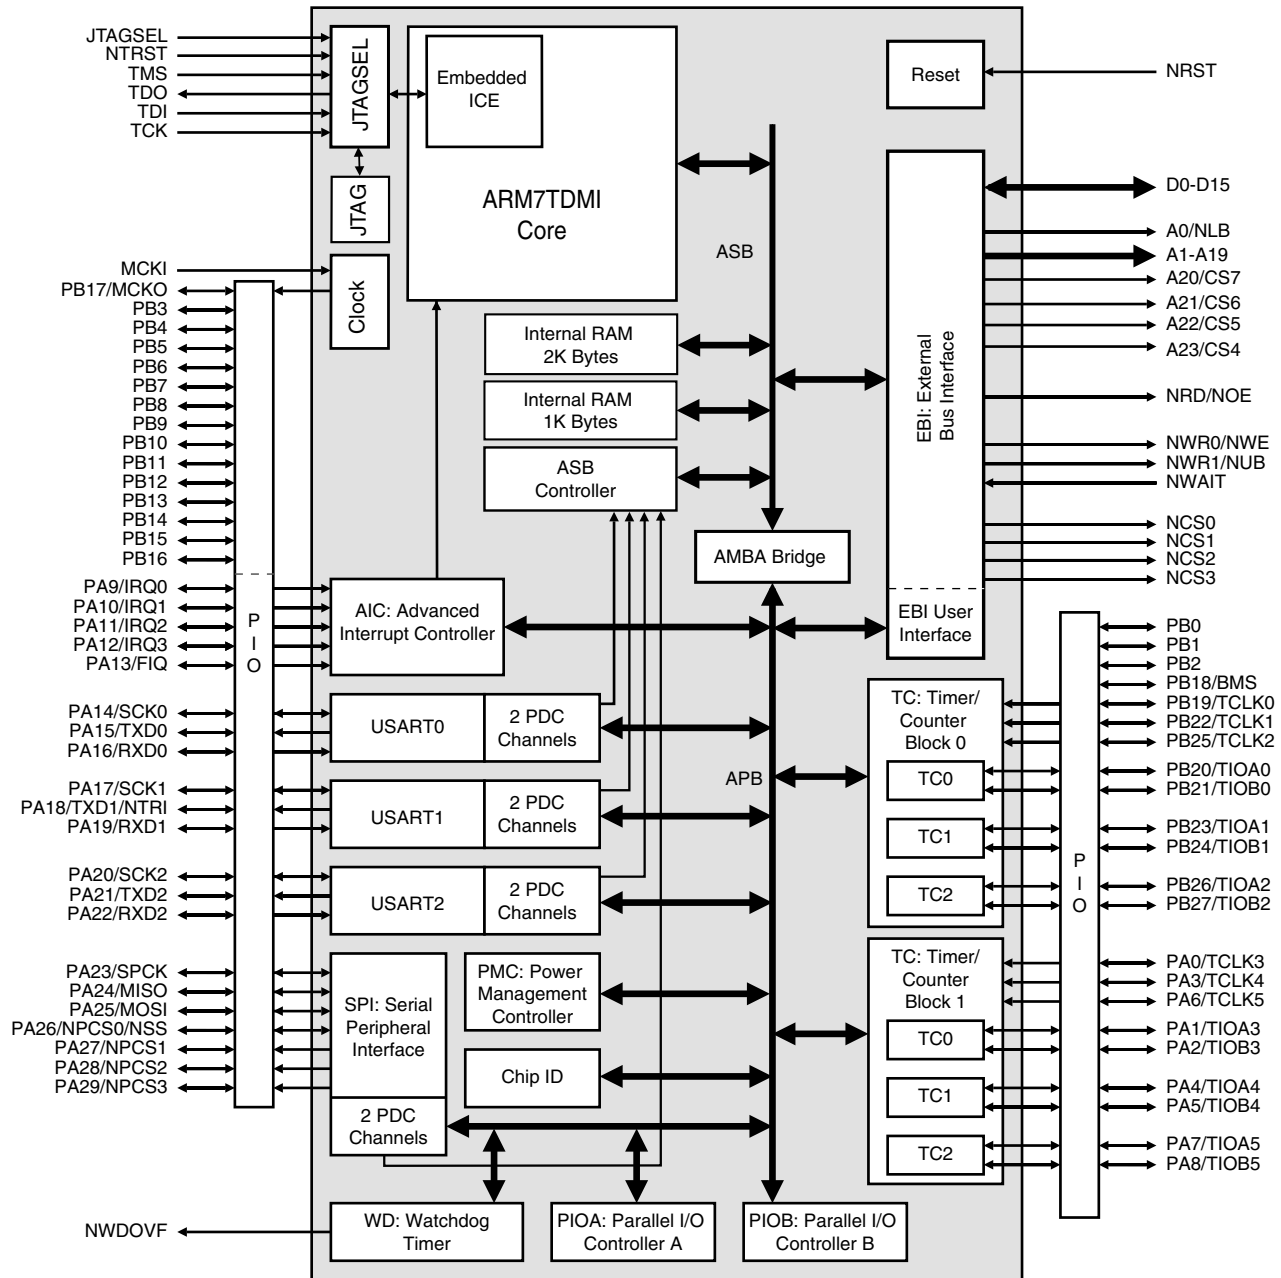 JTAGSEL
NTRST
TMS
TDO
TDI
TCK
JTAGSEL
Embedded
ICE
JTAG
ARM7TDMI
Core
Reset
NRST
MCKI
PB17/MCKO
Clock
PB3
PB4
PB5
PB6
PB7
PB8
PB9
PB10
PB11
PB12
PB13
PB14
PB15
PB16
PA9/IRQ0
PA10/IRQ1
PA11/IRQ2
PA12/IRQ3
PA13/FIQ
PA14/SCK0
PA15/TXD0
PA16/RXD0
PA17/SCK1
PA18/TXD1/NTRI
PA19/RXD1
PA20/SCK2
PA21/TXD2
PA22/RXD2
PA23/SPCK
PA24/MISO
PA25/MOSI
PA26/NPCS0/NSS
PA27/NPCS1
PA28/NPCS2
PA29/NPCS3
NWDOVF
P
I
O
ASB
Internal RAM
2K Bytes
Internal RAM
1K Bytes
ASB
Controller
AMBA Bridge
AIC: Advanced
Interrupt Controller
USART0
2 PDC
Channels
USART1
2 PDC
Channels
USART2
2 PDC
Channels
APB
SPI: Serial
Peripheral
Interface
2 PDC
Channels
PMC: Power
Management
Controller
Chip ID
WD: Watchdog
Timer
PIOA: Parallel I/O
Controller A
PIOB: Parallel I/O
Controller B
EBI: External
Bus Interface
EBI User
Interface
TC: Timer/
Counter
Block 0
TC0
TC1
TC2
TC: Timer/
Counter
Block 1
TC0
TC1
TC2
P
I
O
D0-D15
A0/NLB
A1-A19
A20/CS7
A21/CS6
A22/CS5
A23/CS4
NRD/NOE
NWR0/NWE
NWR1/NUB
NWAIT
NCS0
NCS1
NCS2
NCS3
PB0
PB1
PB2
PB18/BMS
PB19/TCLK0
PB22/TCLK1
PB25/TCLK2
PB20/TIOA0
PB21/TIOB0
PB23/TIOA1
PB24/TIOB1
PB26/TIOA2
PB27/TIOB2
PA0/TCLK3
PA3/TCLK4
PA6/TCLK5
PA1/TIOA3
PA2/TIOB3
PA4/TIOA4
PA5/TIOB4
PA7/TIOA5
PA8/TIOB5